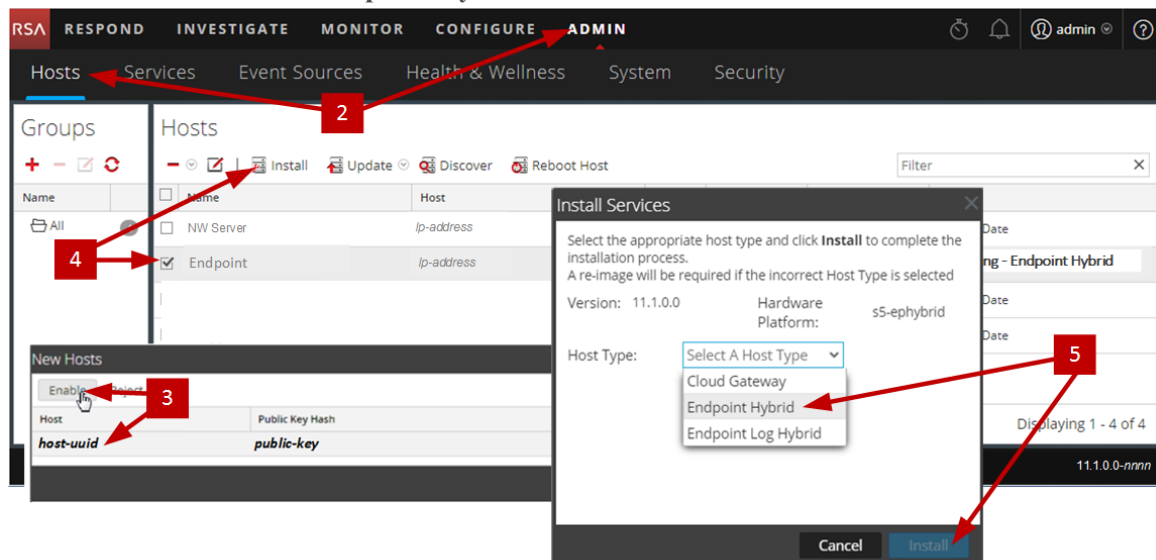 RSA RESPOND INVESTIGATE MONITOR CONFIGURE ADMIN admin
Hosts Services Event Sources Health & Wellness System Security
2
Groups
Hosts
Install Update Discover Reboot Host
Filter
Name
Name Host
All
NW Server Ip-address
Date
4
Endpoint Ip-address
ng - Endpoint Hybrid
Date
Date
Displaying 1 - 4 of 4
11.1.0.0-nnnn
New Hosts
Enable Reject
3
Host Public Key Hash
host-uuid public-key
Install Services
Select the appropriate host type and click Install to complete the
installation process.
A re-image will be required if the incorrect Host Type is selected
Version: 11.1.0.0 Hardware
Platform: s5-ephybrid
Host Type: Select A Host Type
Cloud Gateway
Endpoint Hybrid
Endpoint Log Hybrid
5
Cancel Install